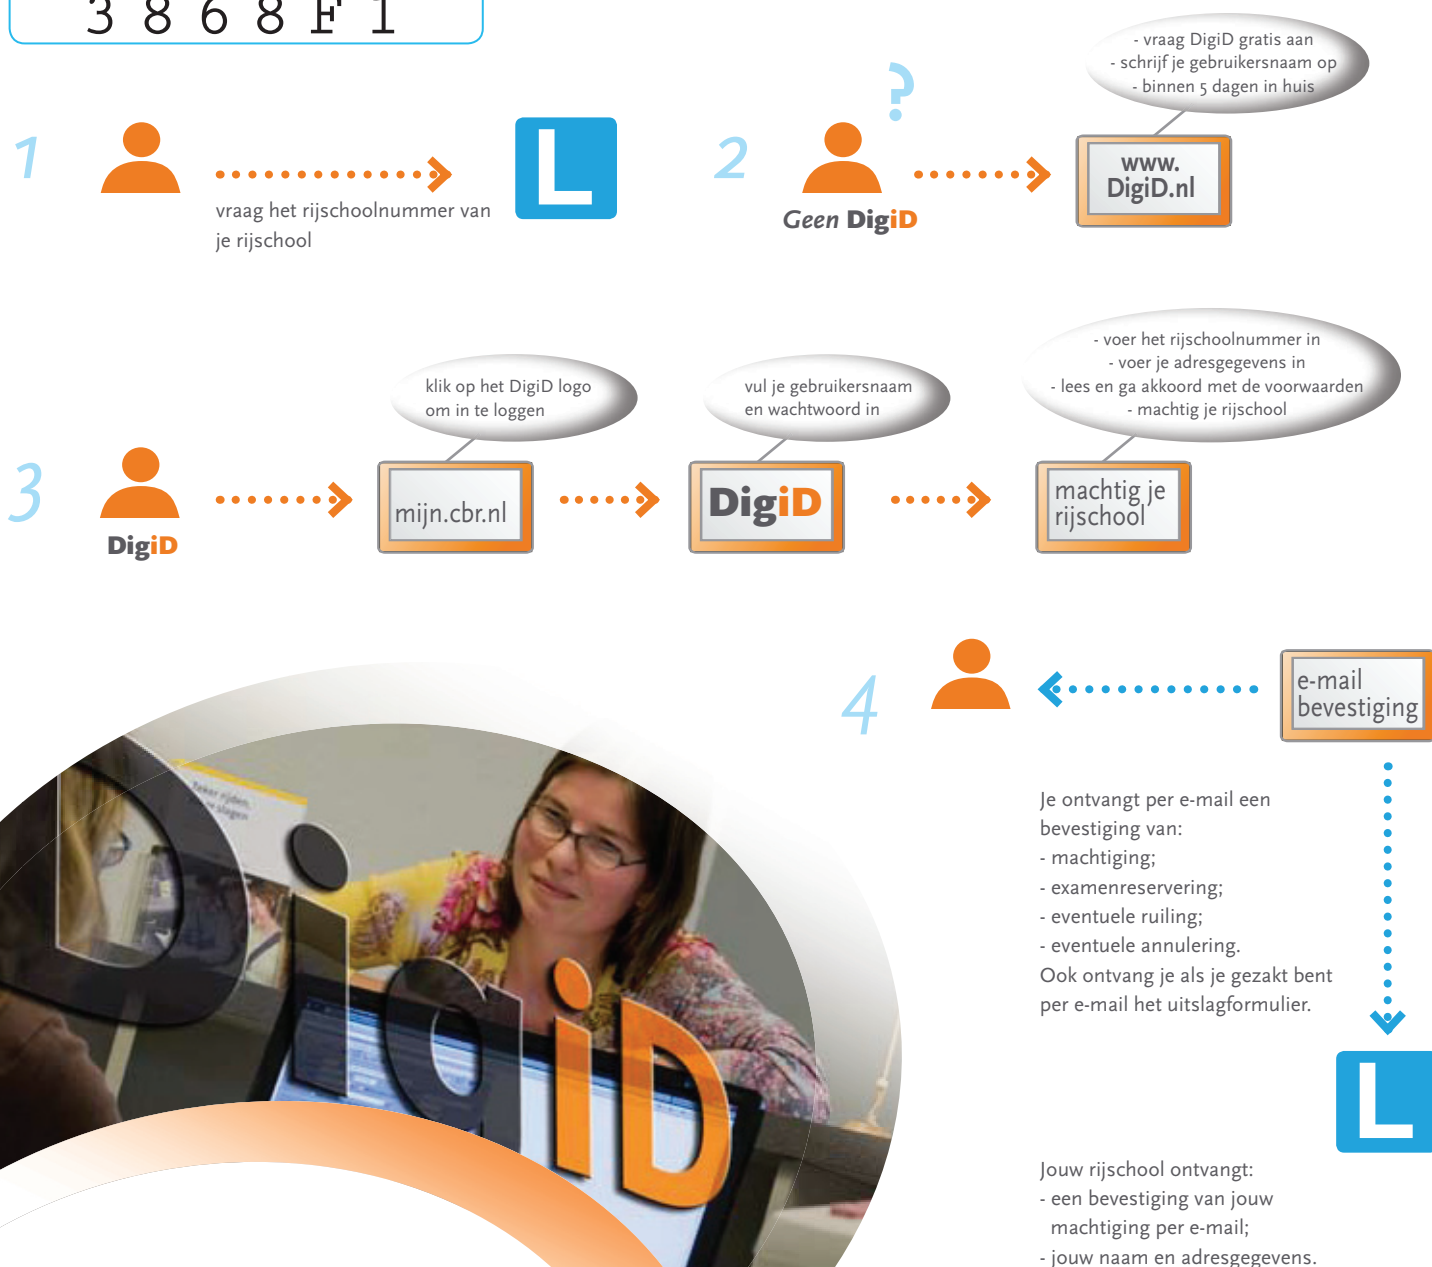 3868F1
1
vraag het rijschoolnummer van
je rijschool
L
2
?
Geen DigiD
- vraag DigiD gratis aan
- schrijf je gebruikersnaam op
- binnen 5 dagen in huis
www.
DigiD.nl
3
DigiD
klik op het DigiD logo
om in te loggen
mijn.cbr.nl
vul je gebruikersnaam
en wachtwoord in
DigiD
- voer het rijschoolnummer in
- voer je adresgegevens in
- lees en ga akkoord met de voorwaarden
- machtig je rijschool
machtig je
rijschool
4
e-mail
bevestiging
Je ontvangt per e-mail een
bevestiging van:
- machtiging;
- examenreservering;
- eventuele ruiling;
- eventuele annulering.
Ook ontvang je als je gezakt bent
per e-mail het uitslagformulier.
L
Jouw rijschool ontvangt:
- een bevestiging van jouw
machtiging per e-mail;
- jouw naam en adresgegevens.
Zeker rijden,
slagen
DigiD